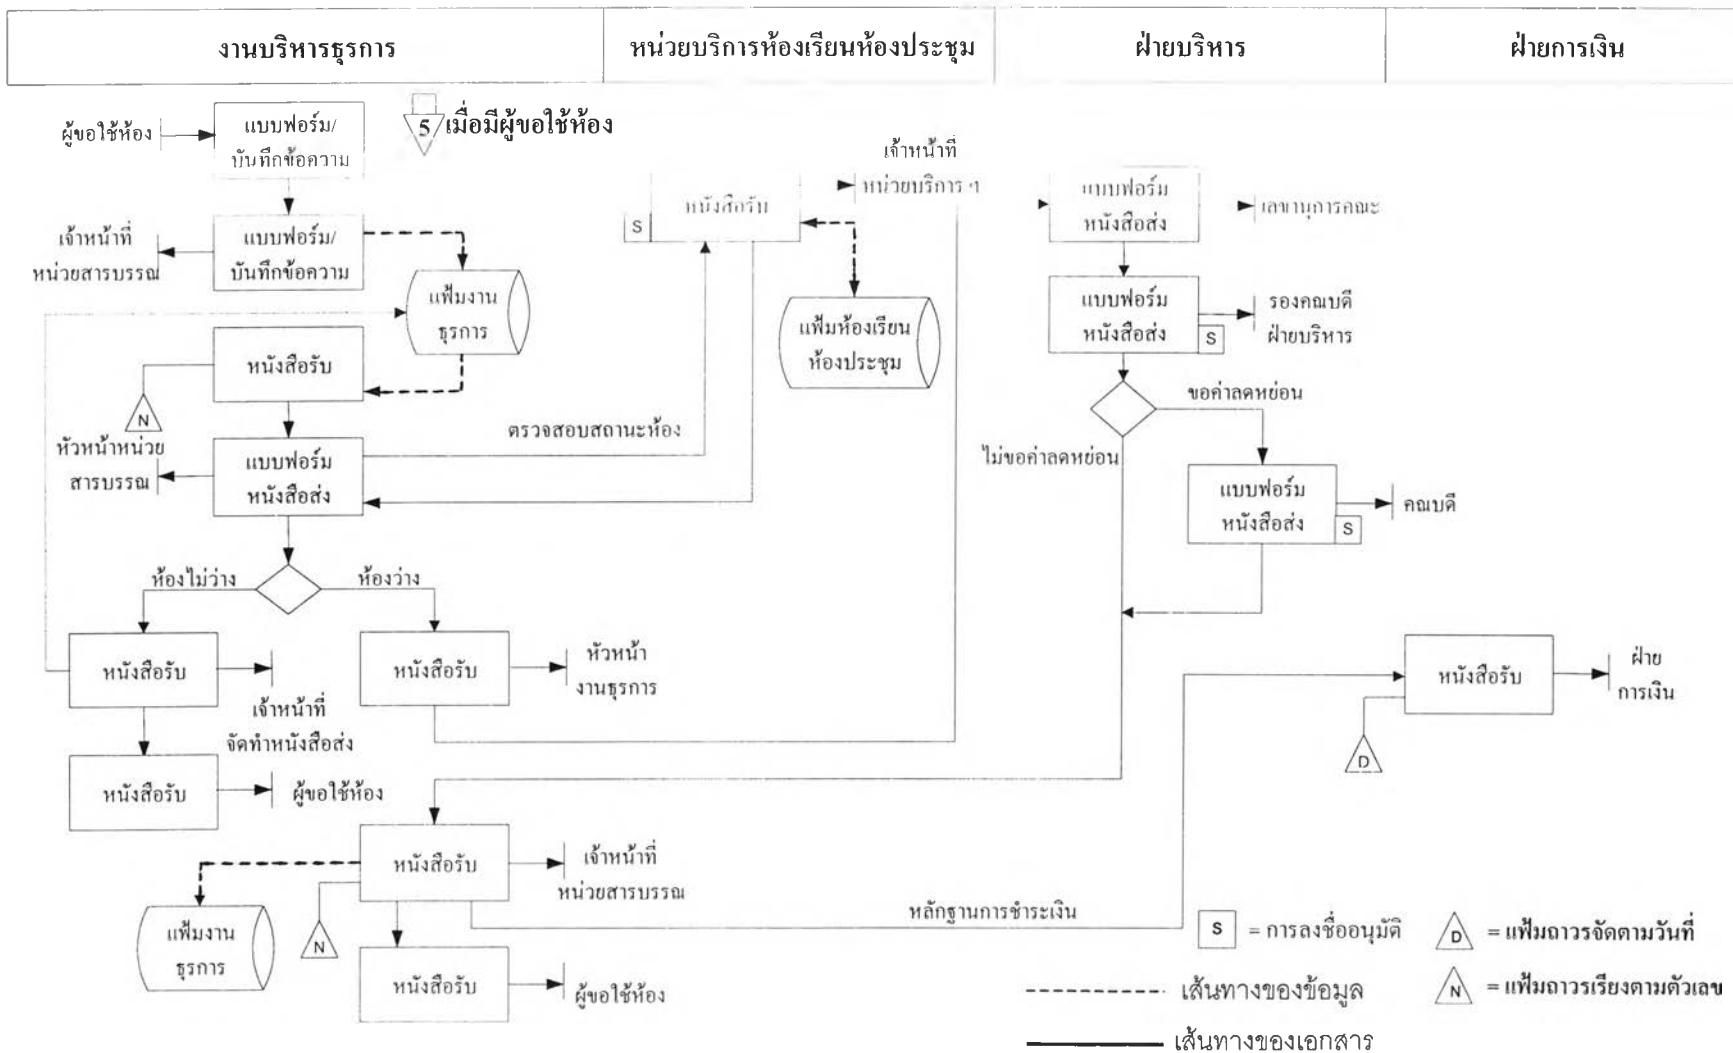 งานบริหารธุรการ
หน่วยบริการห้องเรียนห้องประชุม
ฝ่ายบริหาร
ฝ่ายการเงิน
5 เมื่อมีผู้ขอใช้ห้อง
ผู้ขอใช้ห้อง
แบบฟอร์ม/
บันทึกข้อความ
เจ้าหน้าที่
หน่วยสารบรรณ
แบบฟอร์ม/
บันทึกข้อความ
แฟ้มงาน
ธุรการ
หนังสือรับ
N
หัวหน้าหน่วย
สารบรรณ
แบบฟอร์ม
หนังสือส่ง
ตรวจสอบสถานะห้อง
ห้องไม่ว่าง
ห้องว่าง
หนังสือรับ
เจ้าหน้าที่
จัดทำหนังสือส่ง
หนังสือรับ
ผู้ขอใช้ห้อง
หนังสือรับ
หัวหน้า
งานธุรการ
หนังสือรับ
เจ้าหน้าที่
หน่วยสารบรรณ
แฟ้มงาน
ธุรการ
N
หนังสือรับ
ผู้ขอใช้ห้อง
หลักฐานการชำระเงิน
หนังสือรับ
S
เจ้าหน้าที่
หน่วยบริการ ฯ
แฟ้มห้องเรียน
ห้องประชุม
แบบฟอร์ม
หนังสือส่ง
เลขานุการคณะ
แบบฟอร์ม
หนังสือส่ง
S
รองคณบดี
ฝ่ายบริหาร
ขอค่าลดหย่อน
ไม่ขอค่าลดหย่อน
แบบฟอร์ม
หนังสือส่ง
S
คณบดี
หนังสือรับ
ฝ่าย
การเงิน
D
S = การลงชื่ออนุมัติ
D = แฟ้มถาวรจัดตามวันที่
เส้นทางของข้อมูล
N = แฟ้มถาวรเรียงตามตัวเลข
เส้นทางของเอกสาร